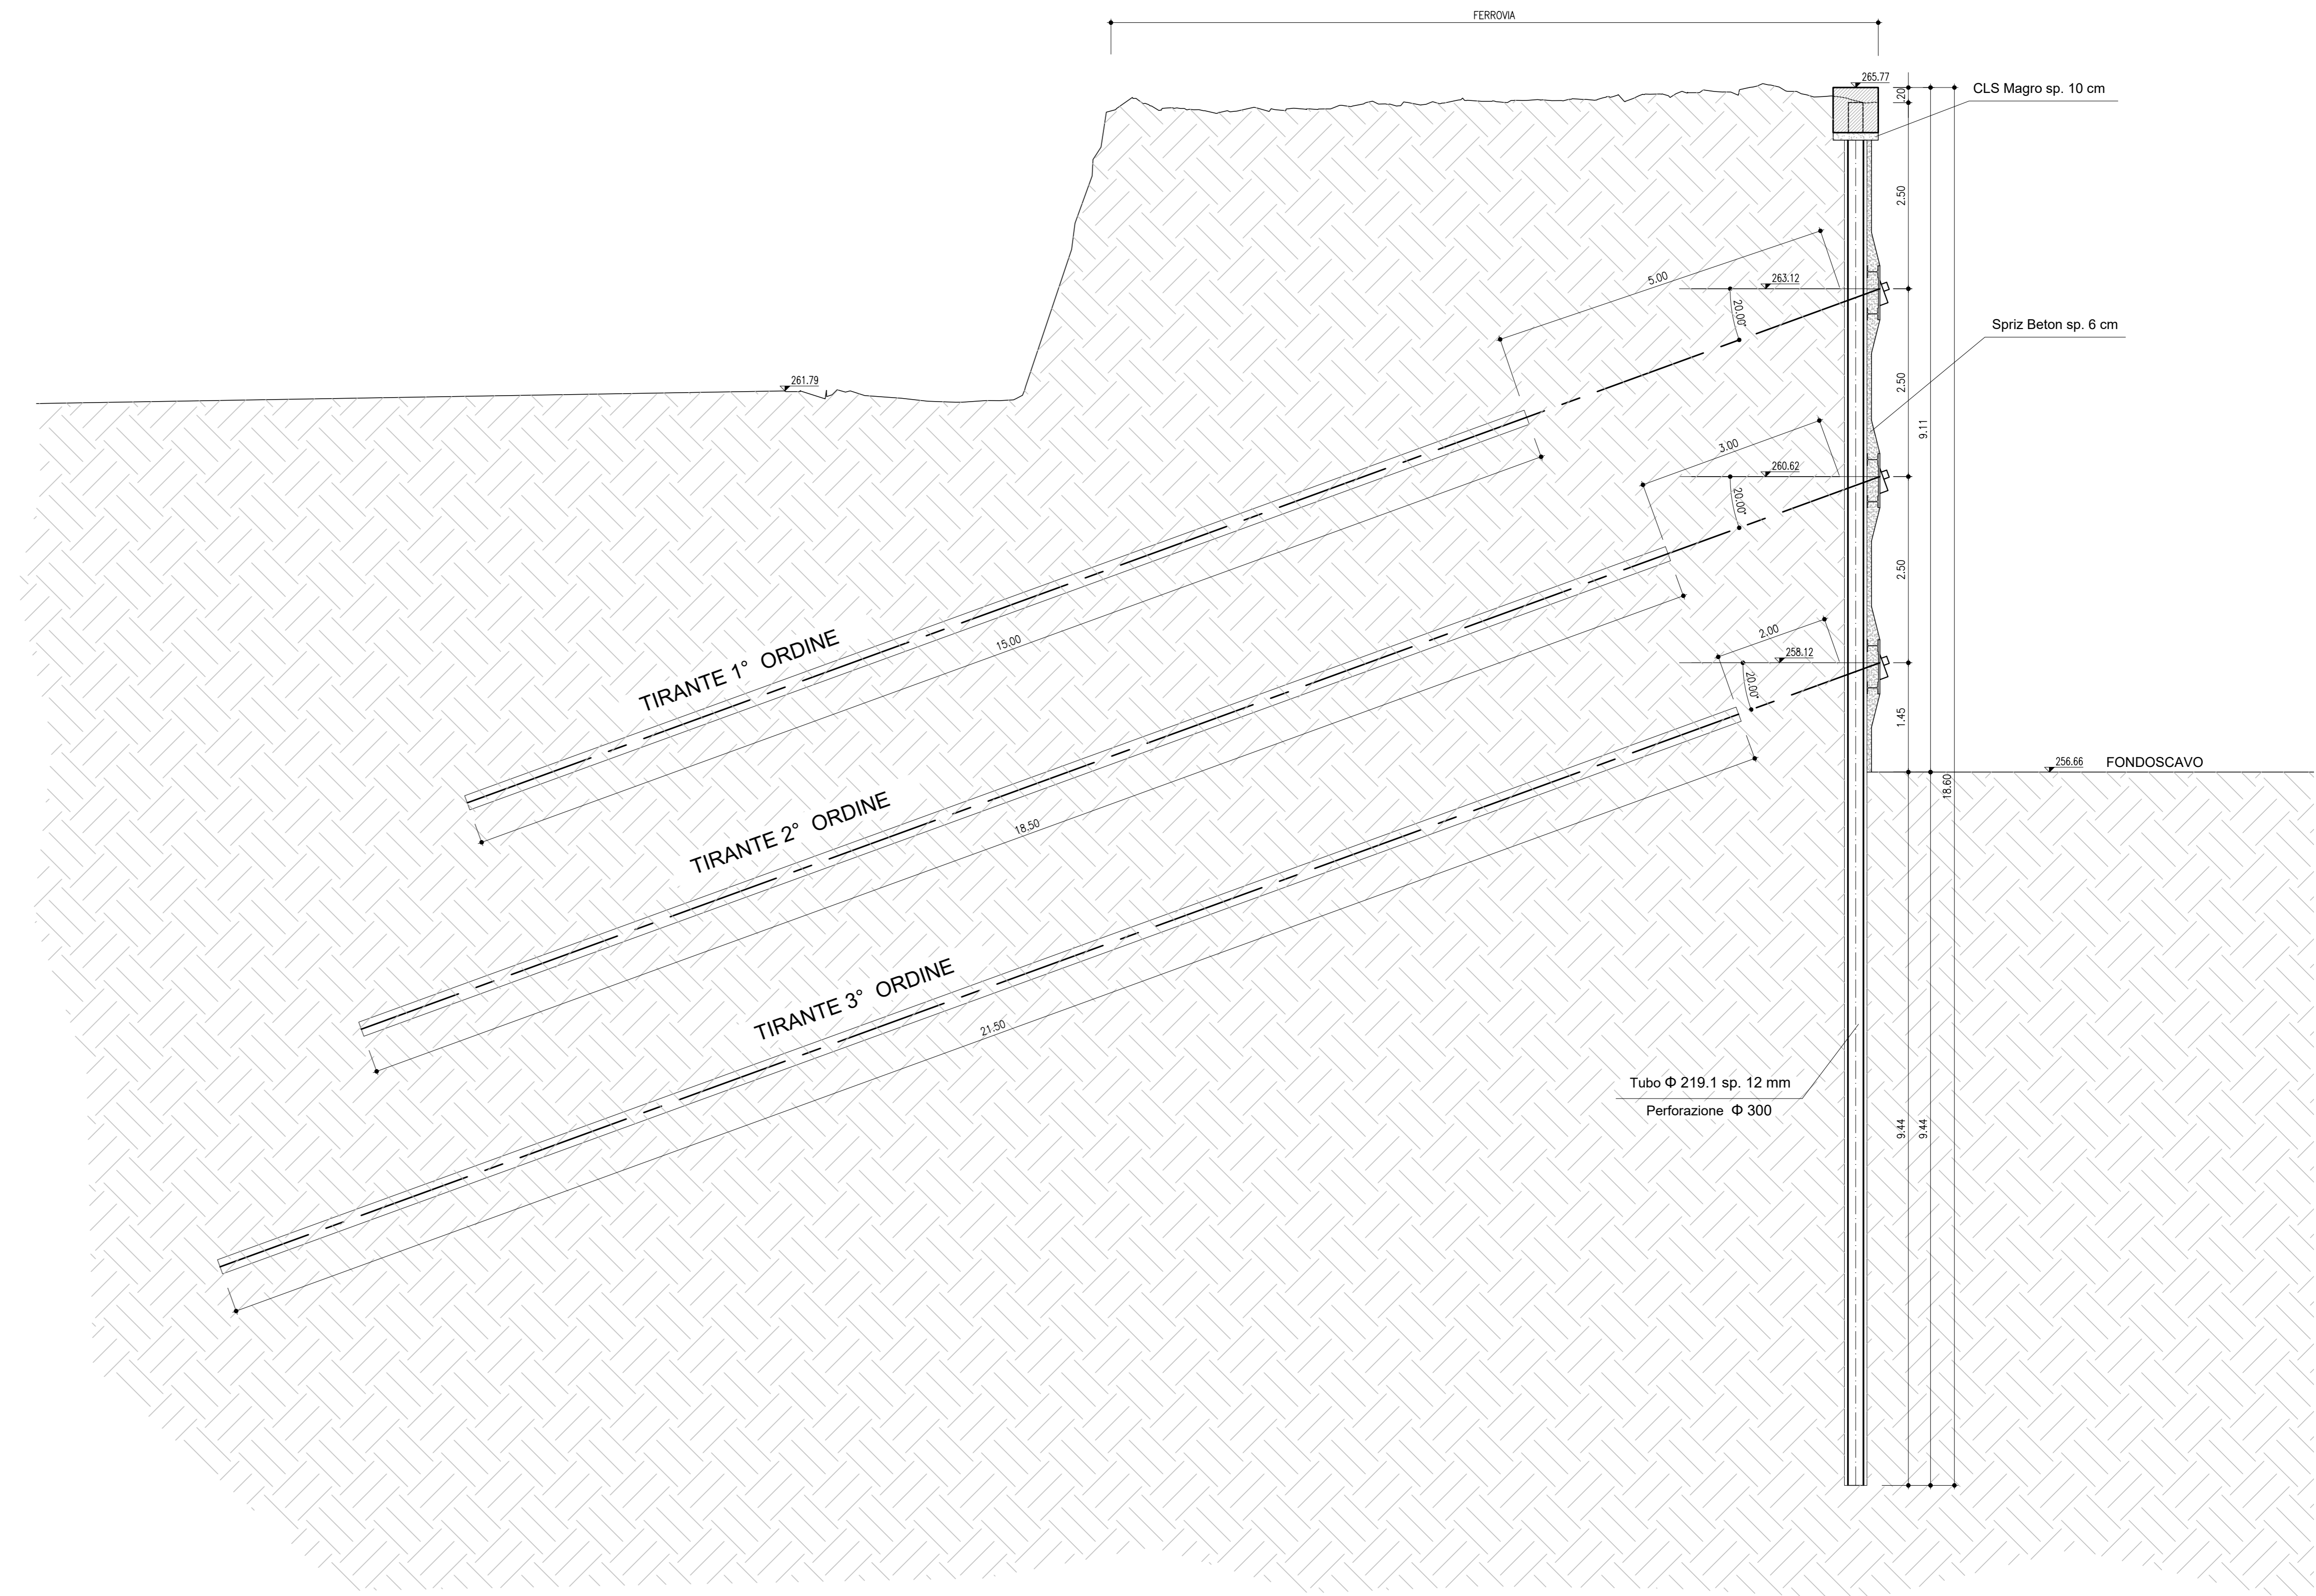 FERROVIA
265.77
.20
CLS Magro sp. 10 cm
2.50
5.00
263.12
20.00°
Spriz Beton sp. 6 cm
261.79
2.50
9.11
3.00
260.62
20.00°
2.50
15.00
TIRANTE 1° ORDINE
2.00
258.12
20.00°
1.45
256.66
FONDOSCAVO
18.60
18.50
TIRANTE 2° ORDINE
TIRANTE 3° ORDINE
21.50
Tubo Φ 219.1 sp. 12 mm
Perforazione Φ 300
9.44
9.44